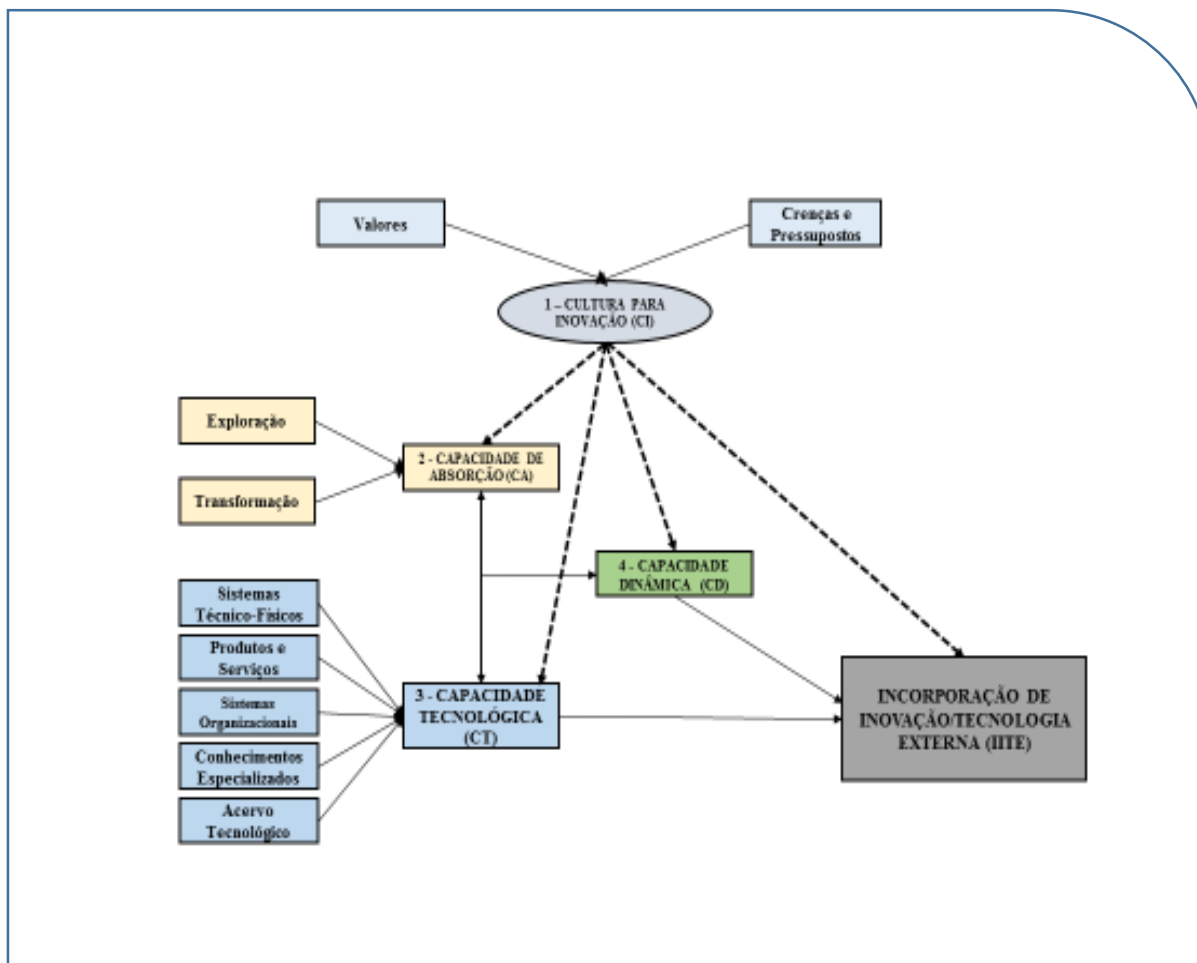 Valores
Crenças e
Pressupostos
1 – CULTURA PARA
INOVAÇÃO (CI)
Exploração
2 - CAPACIDADE DE
ABSORÇÃO (CA)
Transformação
4 - CAPACIDADE
DINÂMICA (CD)
Sistemas
Técnico-Físicos
Produtos e
Serviços
Sistemas
Organizacionais
Conhecimentos
Especializados
Acervo
Tecnológico
3 - CAPACIDADE
TECNOLÓGICA
(CT)
INCORPORAÇÃO DE
INOVAÇÃO/TECNOLOGIA
EXTERNA (IITE)